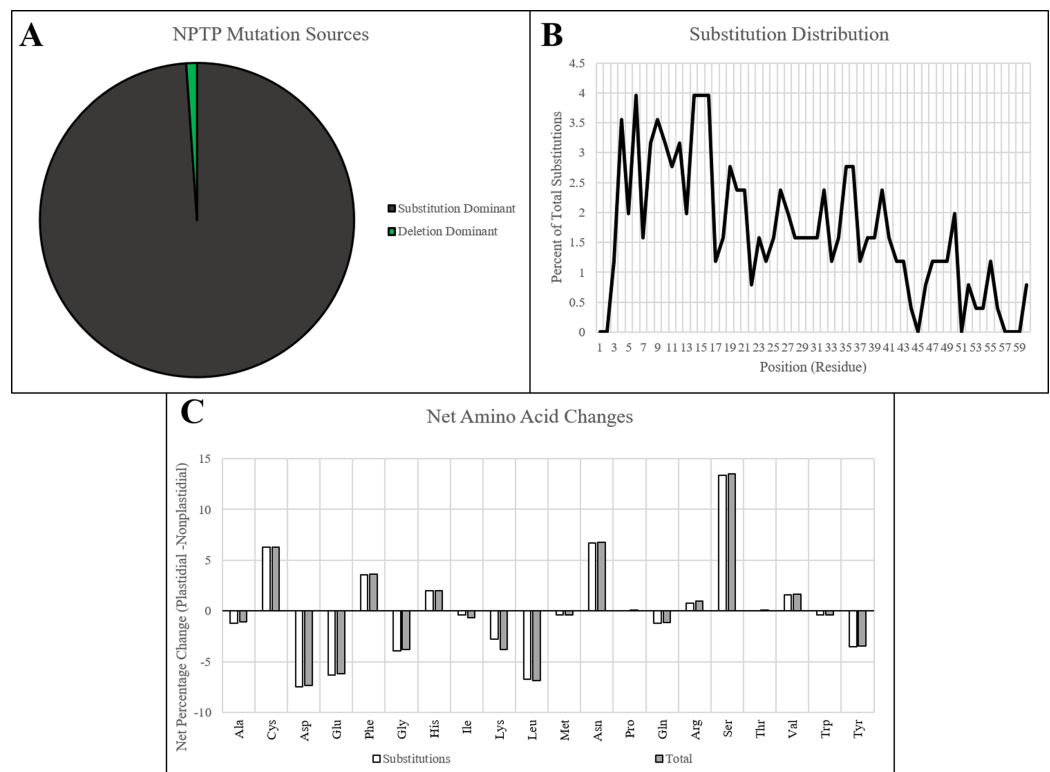 A
NPTP Mutation Sources
Substitution Dominant
Deletion Dominant
B
Substitution Distribution
Percent of Total Substitutions
4.5
4
3.5
3
2.5
2
1.5
1
0.5
0
1 3 5 7 9 11 13 15 17 19 21 23 25 27 29 31 33 35 37 39 41 43 45 47 49 51 53 55 57 59
Position (Residue)
C
Net Amino Acid Changes
Net Percentage Change (Plastidial -Nonplastidial)
15
10
5
0
-5
-10
Ala Cys Asp Glu Phe Gly His Ile Lys Leu Met Asn Pro Gln Arg Ser Thr Val Trp Tyr
Substitutions Total